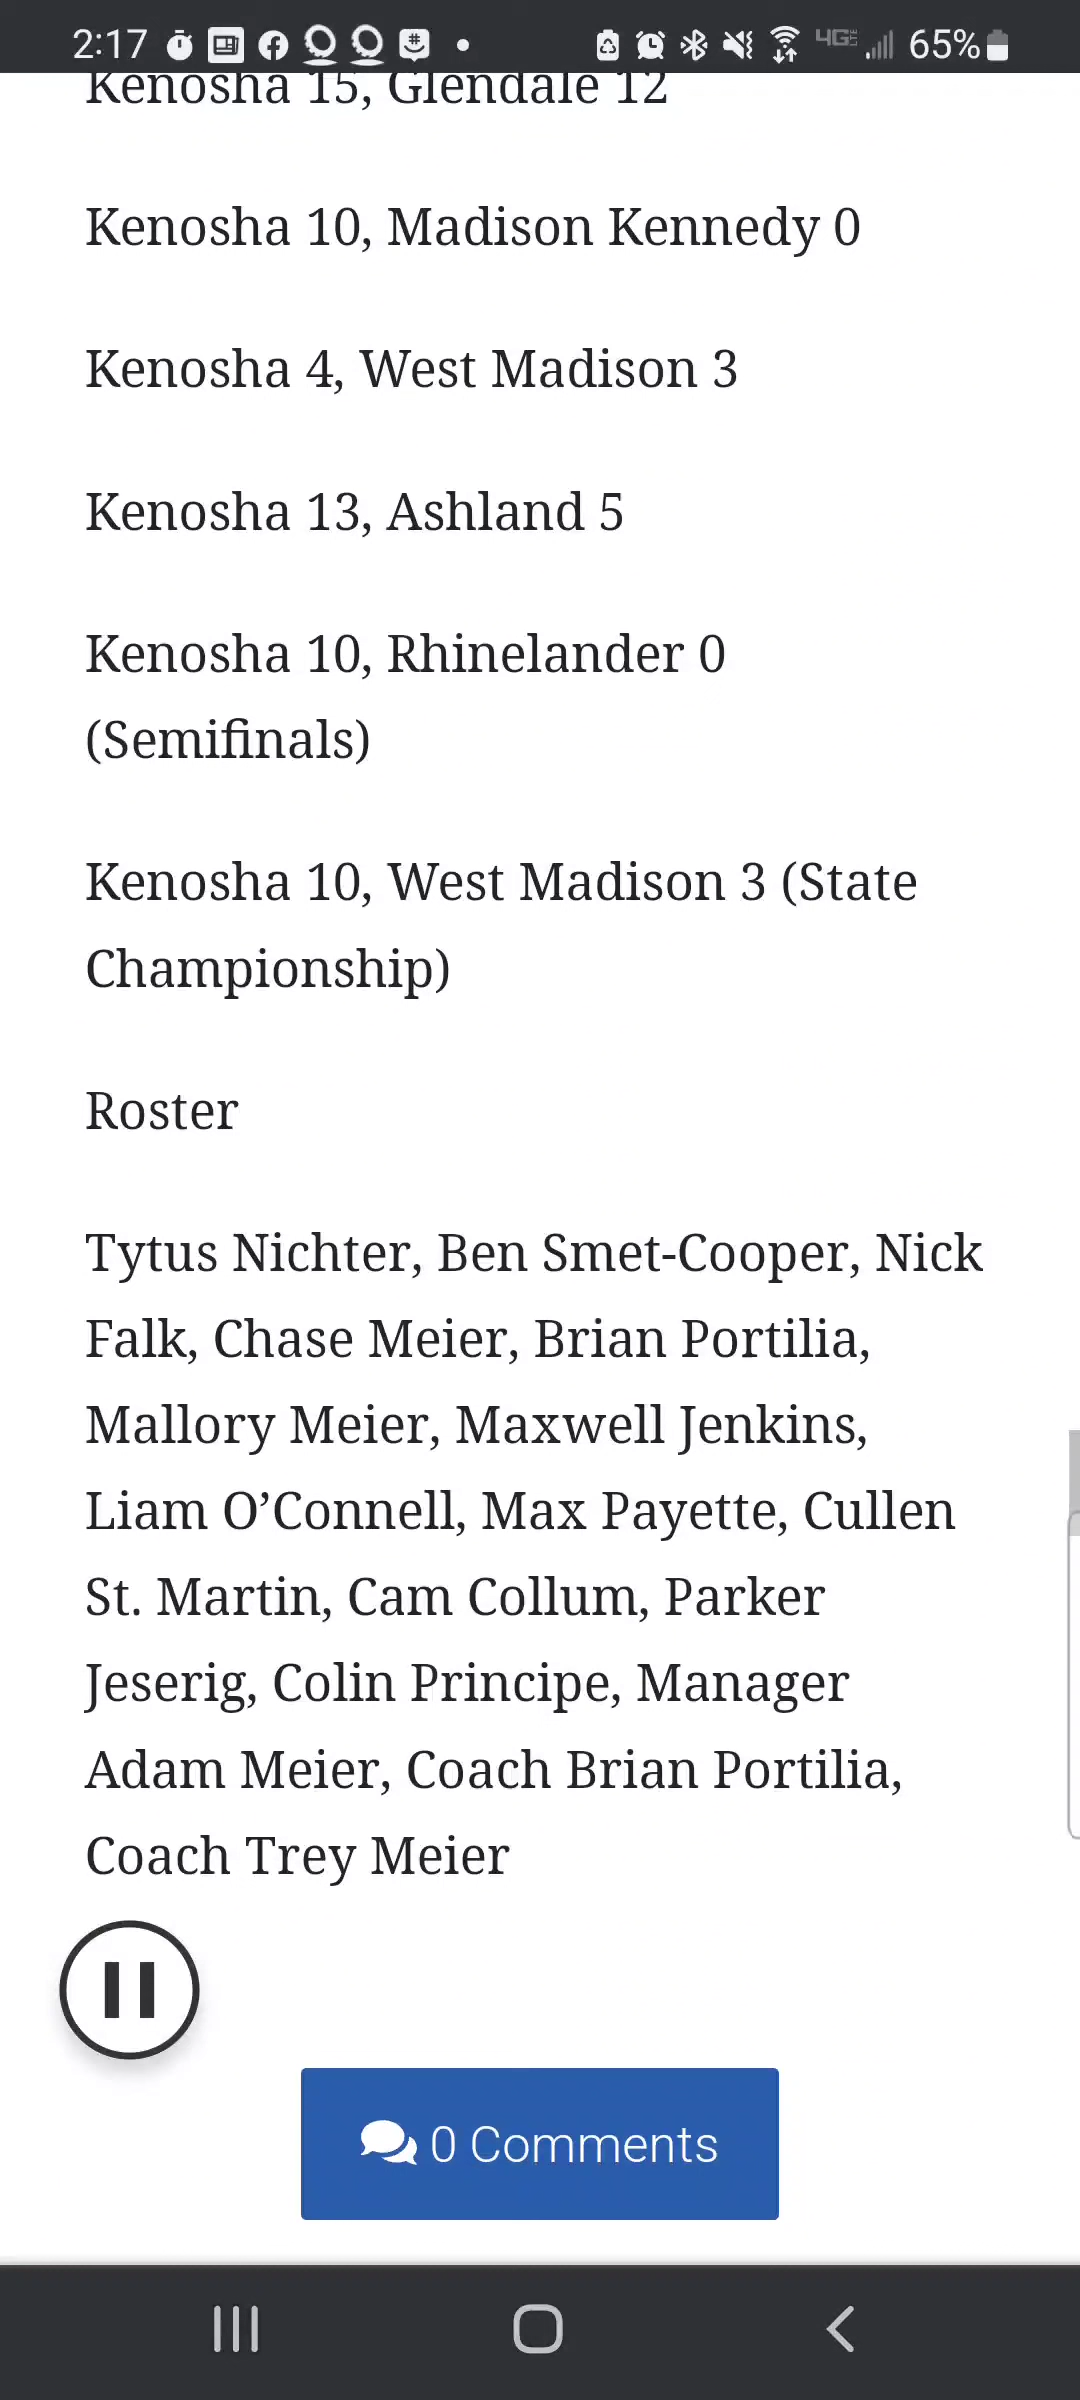 2:17
4G LTE 65%
Kenosha 15, Glendale 12
Kenosha 10, Madison Kennedy 0
Kenosha 4, West Madison 3
Kenosha 13, Ashland 5
Kenosha 10, Rhinelander 0
(Semifinals)
Kenosha 10, West Madison 3 (State
Championship)
Roster
Tytus Nichter, Ben Smet-Cooper, Nick
Falk, Chase Meier, Brian Portilia,
Mallory Meier, Maxwell Jenkins,
Liam O’Connell, Max Payette, Cullen
St. Martin, Cam Collum, Parker
Jeserig, Colin Principe, Manager
Adam Meier, Coach Brian Portilia,
Coach Trey Meier
0 Comments